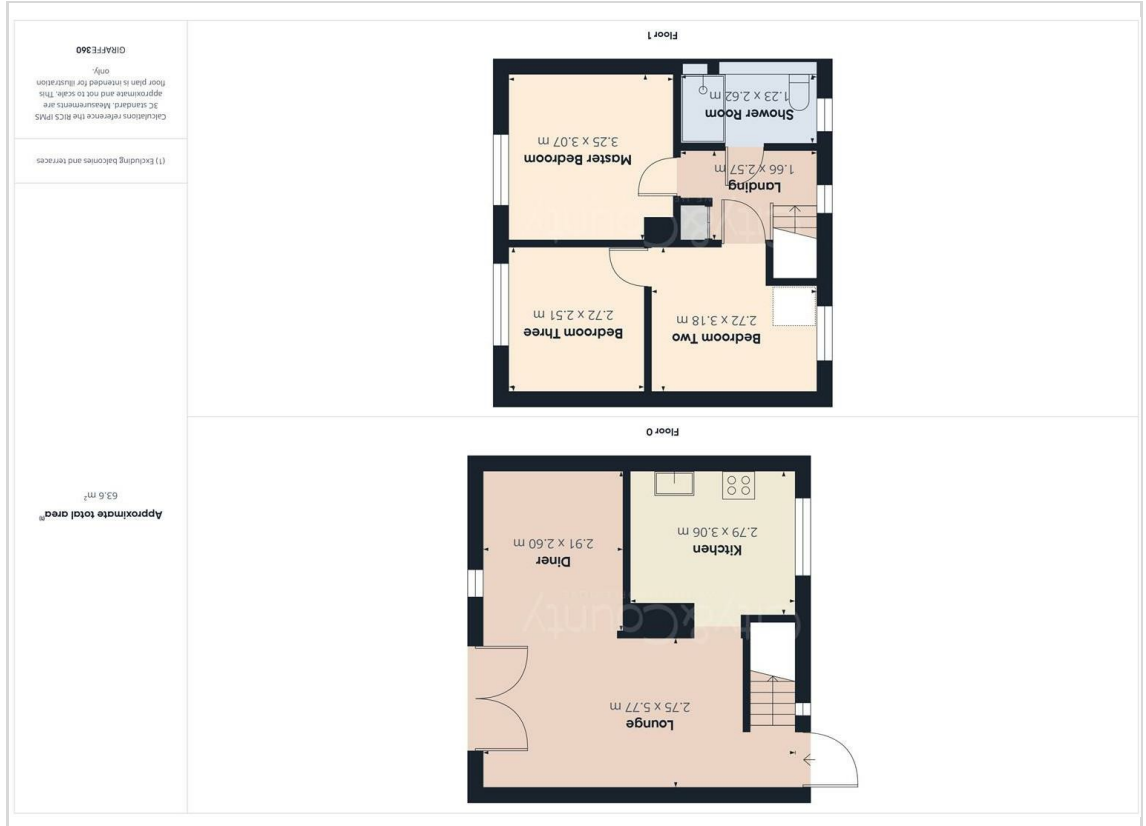 Floor 0
Lounge
2.75 x 5.77 m
Kitchen
2.79 x 3.06 m
Diner
2.91 x 2.60 m
City&County
Floor 1
Bedroom Two
2.72 x 3.18 m
Bedroom Three
2.72 x 2.51 m
Landing
1.66 x 2.57 m
Master Bedroom
3.25 x 3.07 m
Shower Room
1.23 x 2.62 m
Approximate total area⁽¹⁾
63.6 m²
(1) Excluding balconies and terraces
Calculations reference the RICS IPMS
3C standard. Measurements are
approximate and not to scale. This
floor plan is intended for illustration
only.
GIRAFFE360